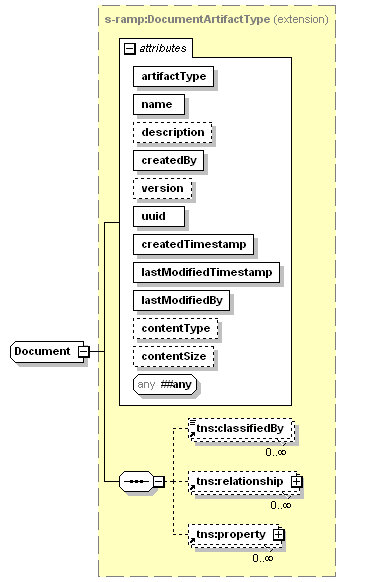 s-ramp:DocumentArtifactType (extension)
attributes
artifactType
name
description
createdBy
version
uuid
createdTimestamp
lastModifiedTimestamp
lastModifiedBy
contentType
contentSize
any ##any
Document
tns:classifiedBy
0..∞
tns:relationship
0..∞
tns:property
0..∞